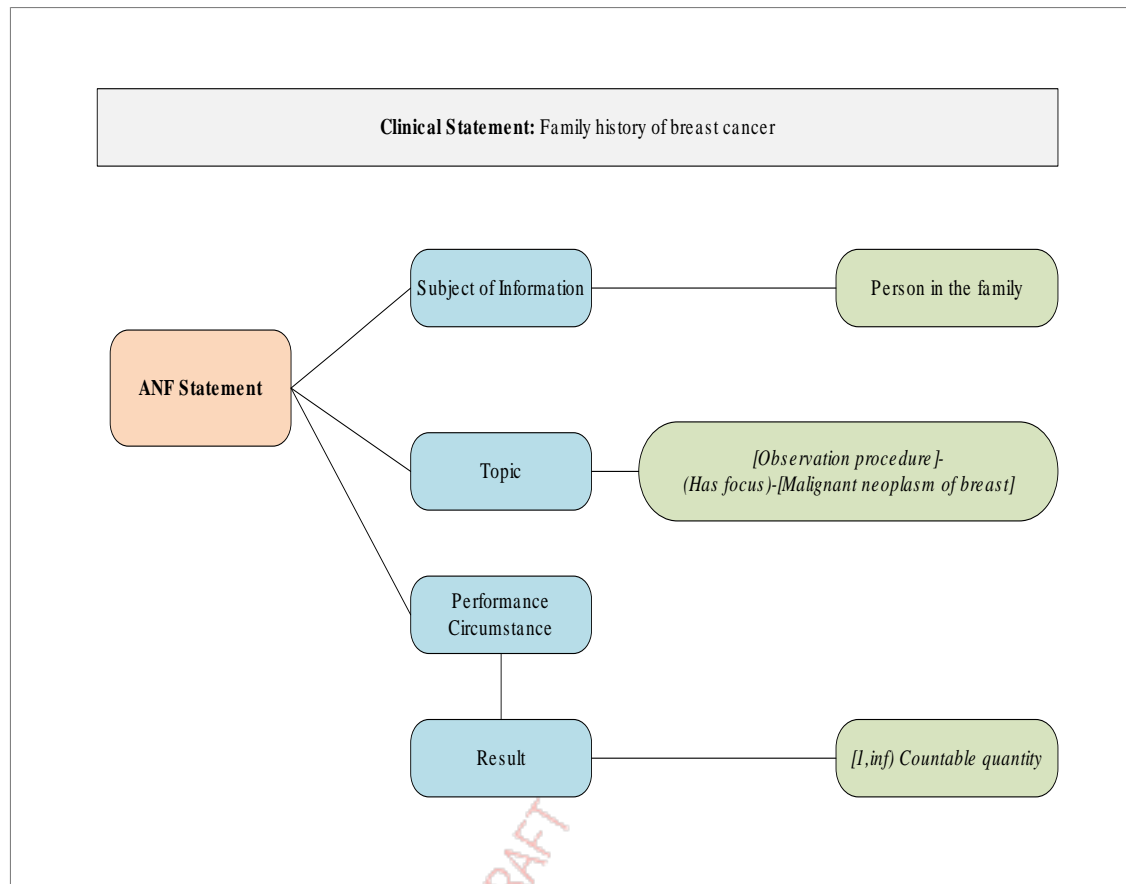 Clinical Statement: Family history of breast cancer
Subject of Information
Person in the family
ANF Statement
Topic
[Observation procedure]-
(Has focus)-[Malignant neoplasm of breast]
Performance
Circumstance
Result
[1,inf) Countable quantity
RAFT